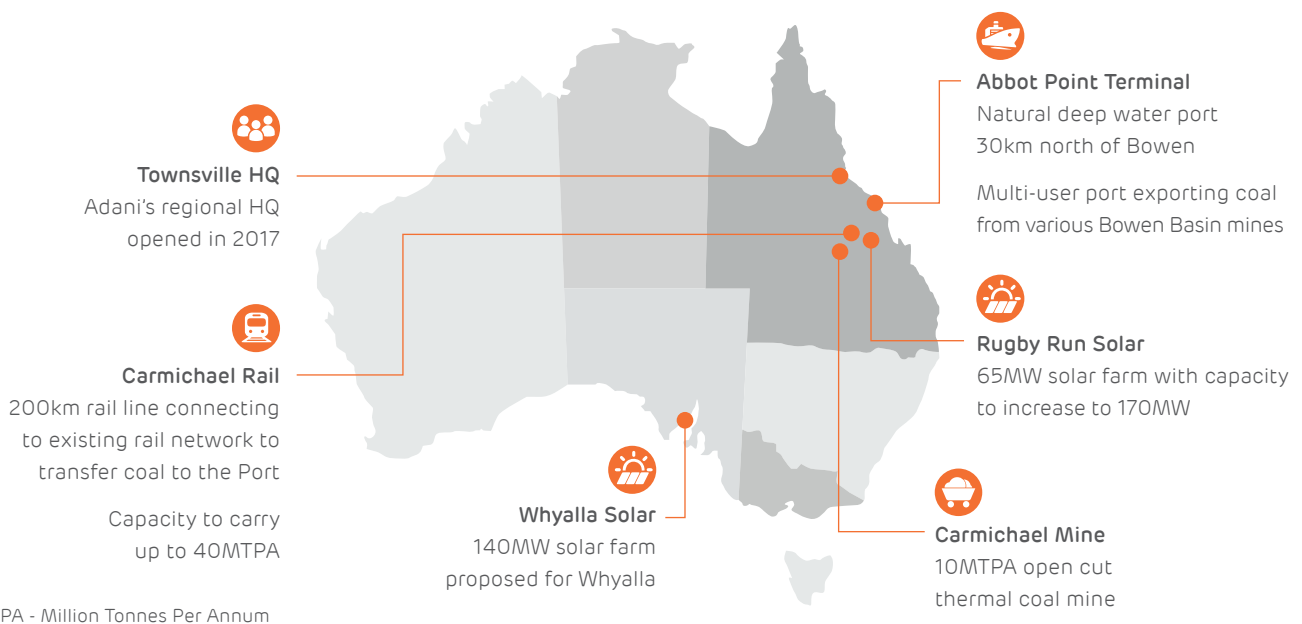 Townsville HQ
Adani's regional HQ
opened in 2017
Carmichael Rail
200km rail line connecting
to existing rail network to
transfer coal to the Port
Capacity to carry
up to 40MTPA
PA - Million Tonnes Per Annum
Whyalla Solar
140MW solar farm
proposed for Whyalla
Abbot Point Terminal
Natural deep water port
30km north of Bowen
Multi-user port exporting coal
from various Bowen Basin mines
Rugby Run Solar
65MW solar farm with capacity
to increase to 170MW
Carmichael Mine
10MTPA open cut
thermal coal mine